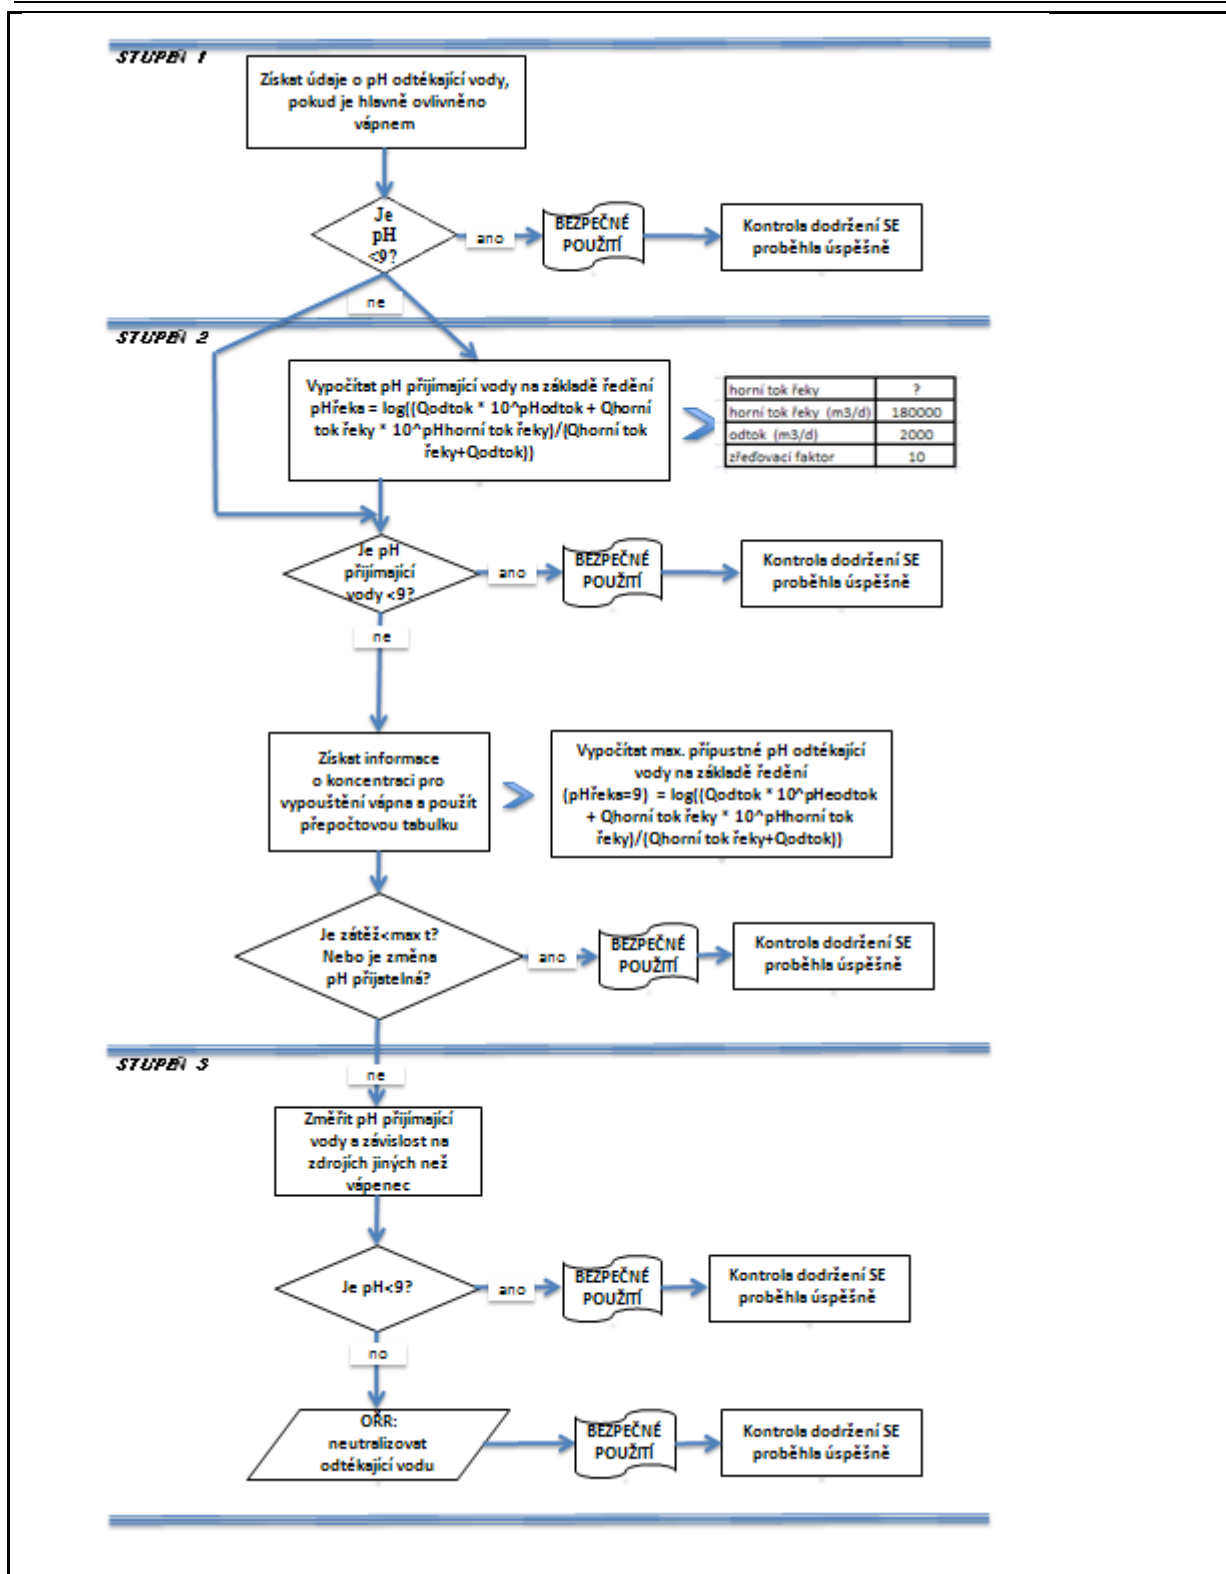 STUPEŇ 1
Získat údaje o pH odtékající vody,
pokud je hlavně ovlivněno
vápnem
Je
pH
<9?
ano
BEZPEČNÉ
POUŽITÍ
Kontrola dodržení SE
proběhla úspěšně
ne
STUPEŇ 2
Vypočítat pH přijímající vody na základě ředění
pHřeka = log((Qodtok * 10^pHodtok + Qhorní
tok řeky * 10^pHhorní tok řeky)/(Qhorní tok
řeky+Qodtok))
horní tok řeky ?
horní tok řeky (m3/d) 180000
odtok (m3/d) 2000
zřeďovací faktor 10
Je pH
přijímající
vody <9?
ano
BEZPEČNÉ
POUŽITÍ
Kontrola dodržení SE
proběhla úspěšně
ne
Získat informace
o koncentraci pro
vypouštění vápna a použít
přepočtovou tabulku
Vypočítat max. přípustné pH odtékající
vody na základě ředění
(pHřeka=9) = log((Qodtok * 10^pHeodtok
+ Qhorní tok řeky * 10^pHhorní tok
řeky)/(Qhorní tok řeky+Qodtok))
Je zátěž<max t?
Nebo je změna
pH přijatelná?
ano
BEZPEČNÉ
POUŽITÍ
Kontrola dodržení SE
proběhla úspěšně
STUPEŇ 3
ne
Změřit pH přijímající
vody a závislost na
zdrojích jiných než
vápenec
Je pH<9?
ano
BEZPEČNÉ
POUŽITÍ
Kontrola dodržení SE
proběhla úspěšně
no
OŘR:
neutralizovat
odtékající vodu
BEZPEČNÉ
POUŽITÍ
Kontrola dodržení SE
proběhla úspěšně